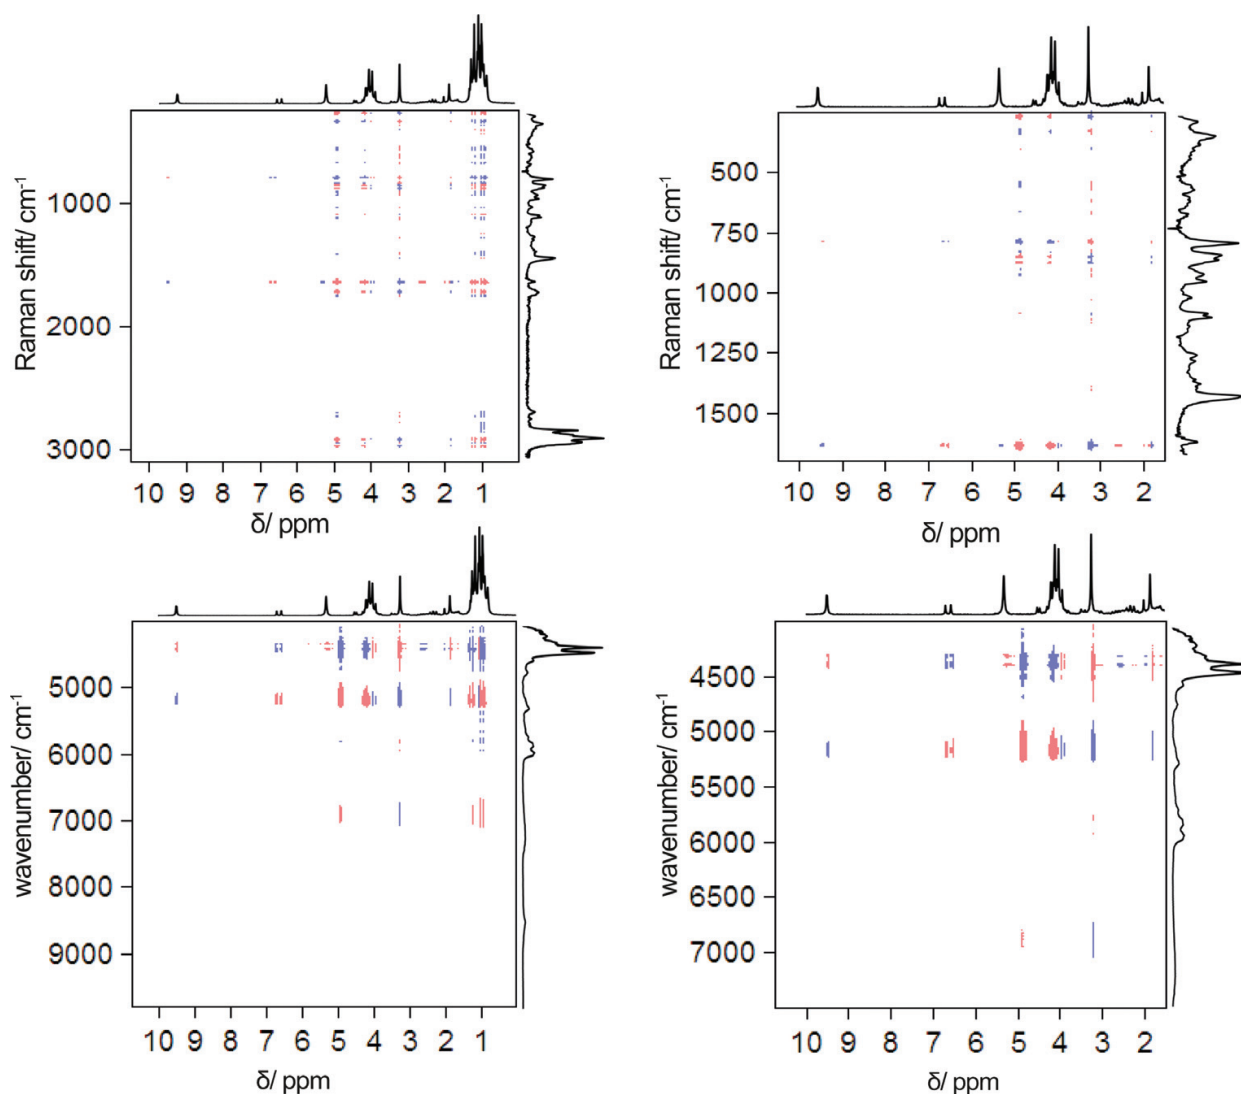 Raman shift/ cm-1
1000
2000
3000
10 9 8 7 6 5 4 3 2 1
δ/ ppm
Raman shift/ cm-1
500
750
1000
1250
1500
10 9 8 7 6 5 4 3 2
δ/ ppm
wavenumber/ cm-1
5000
6000
7000
8000
9000
10 9 8 7 6 5 4 3 2 1
δ/ ppm
wavenumber/ cm-1
4500
5000
5500
6000
6500
7000
10 9 8 7 6 5 4 3 2
δ/ ppm